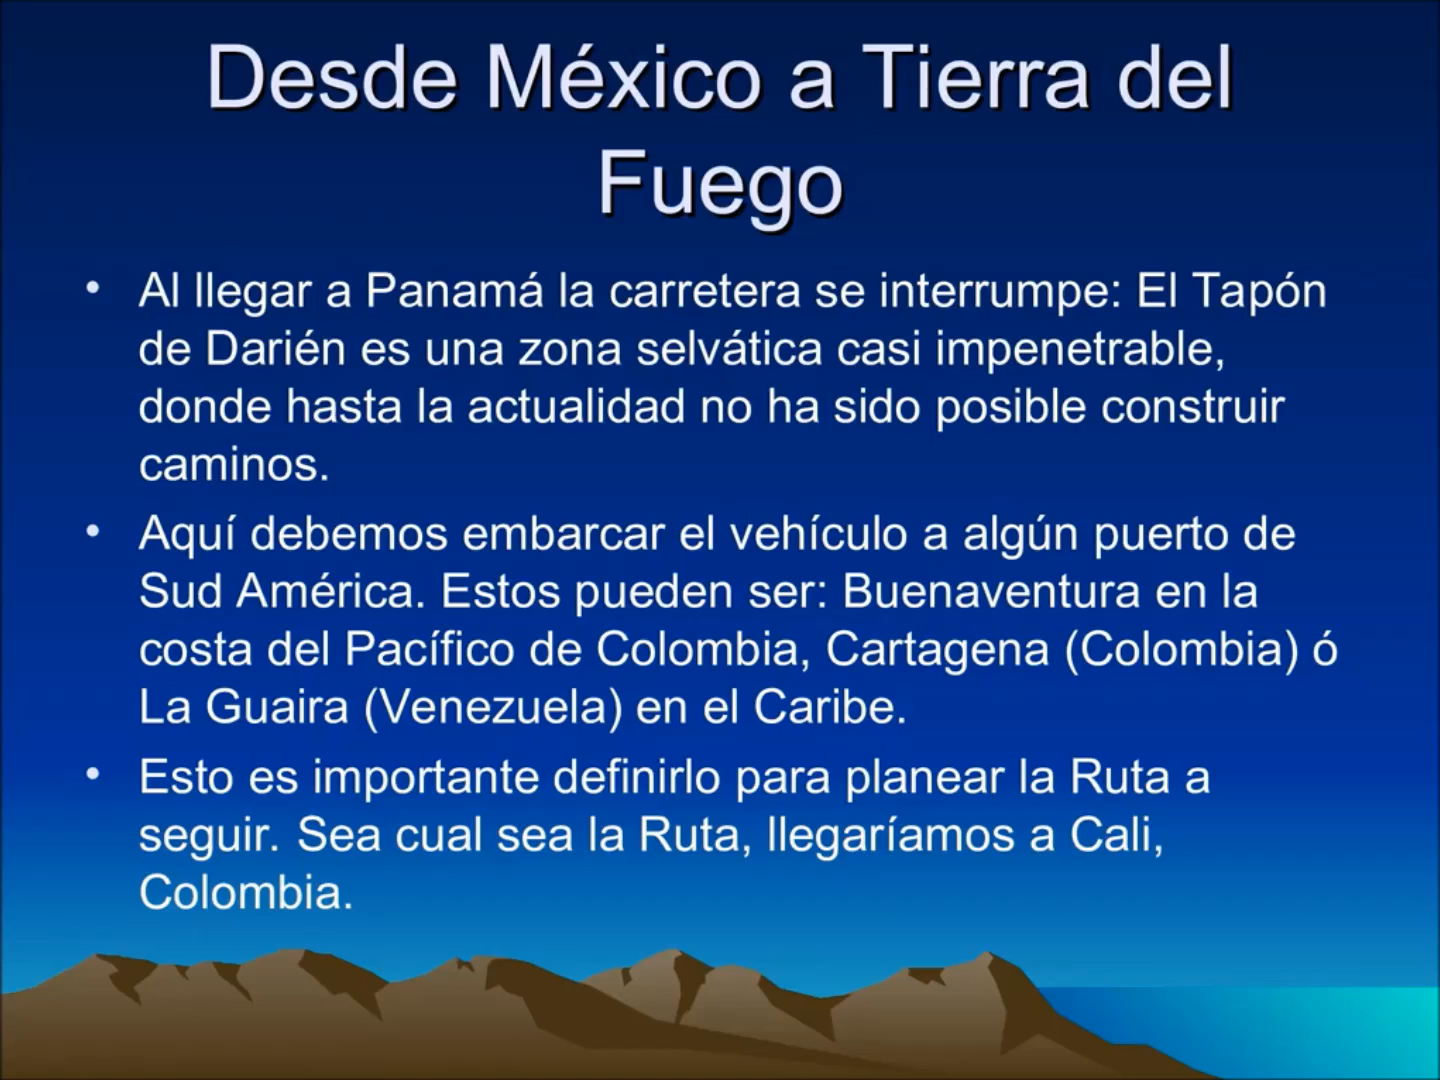 Desde México a Tierra del
Fuego
• Al llegar a Panamá la carretera se interrumpe: El Tapón
de Darién es una zona selvática casi impenetrable,
donde hasta la actualidad no ha sido posible construir
caminos.
• Aquí debemos embarcar el vehículo a algún puerto de
Sud América. Estos pueden ser: Buenaventura en la
costa del Pacífico de Colombia, Cartagena (Colombia) ó
La Guaira (Venezuela) en el Caribe.
• Esto es importante definirlo para planear la Ruta a
seguir. Sea cual sea la Ruta, llegaríamos a Cali,
Colombia.